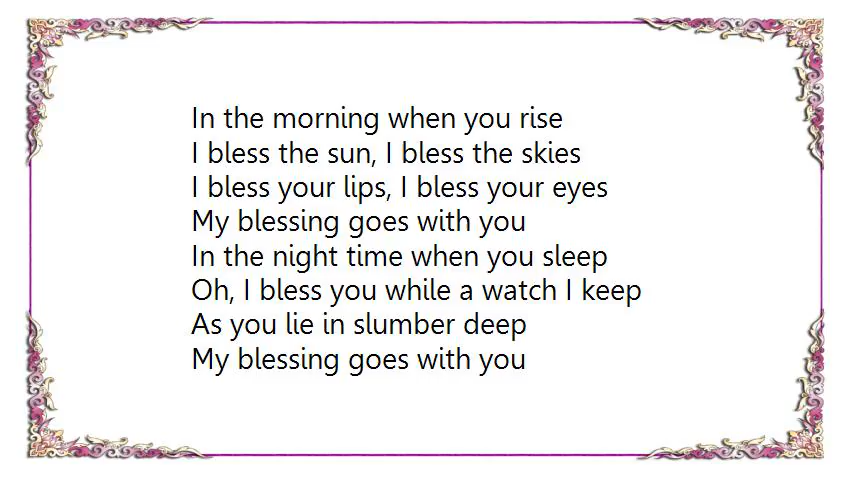 In the morning when you rise
I bless the sun, I bless the skies
I bless your lips, I bless your eyes
My blessing goes with you
In the night time when you sleep
Oh, I bless you while a watch I keep
As you lie in slumber deep
My blessing goes with you